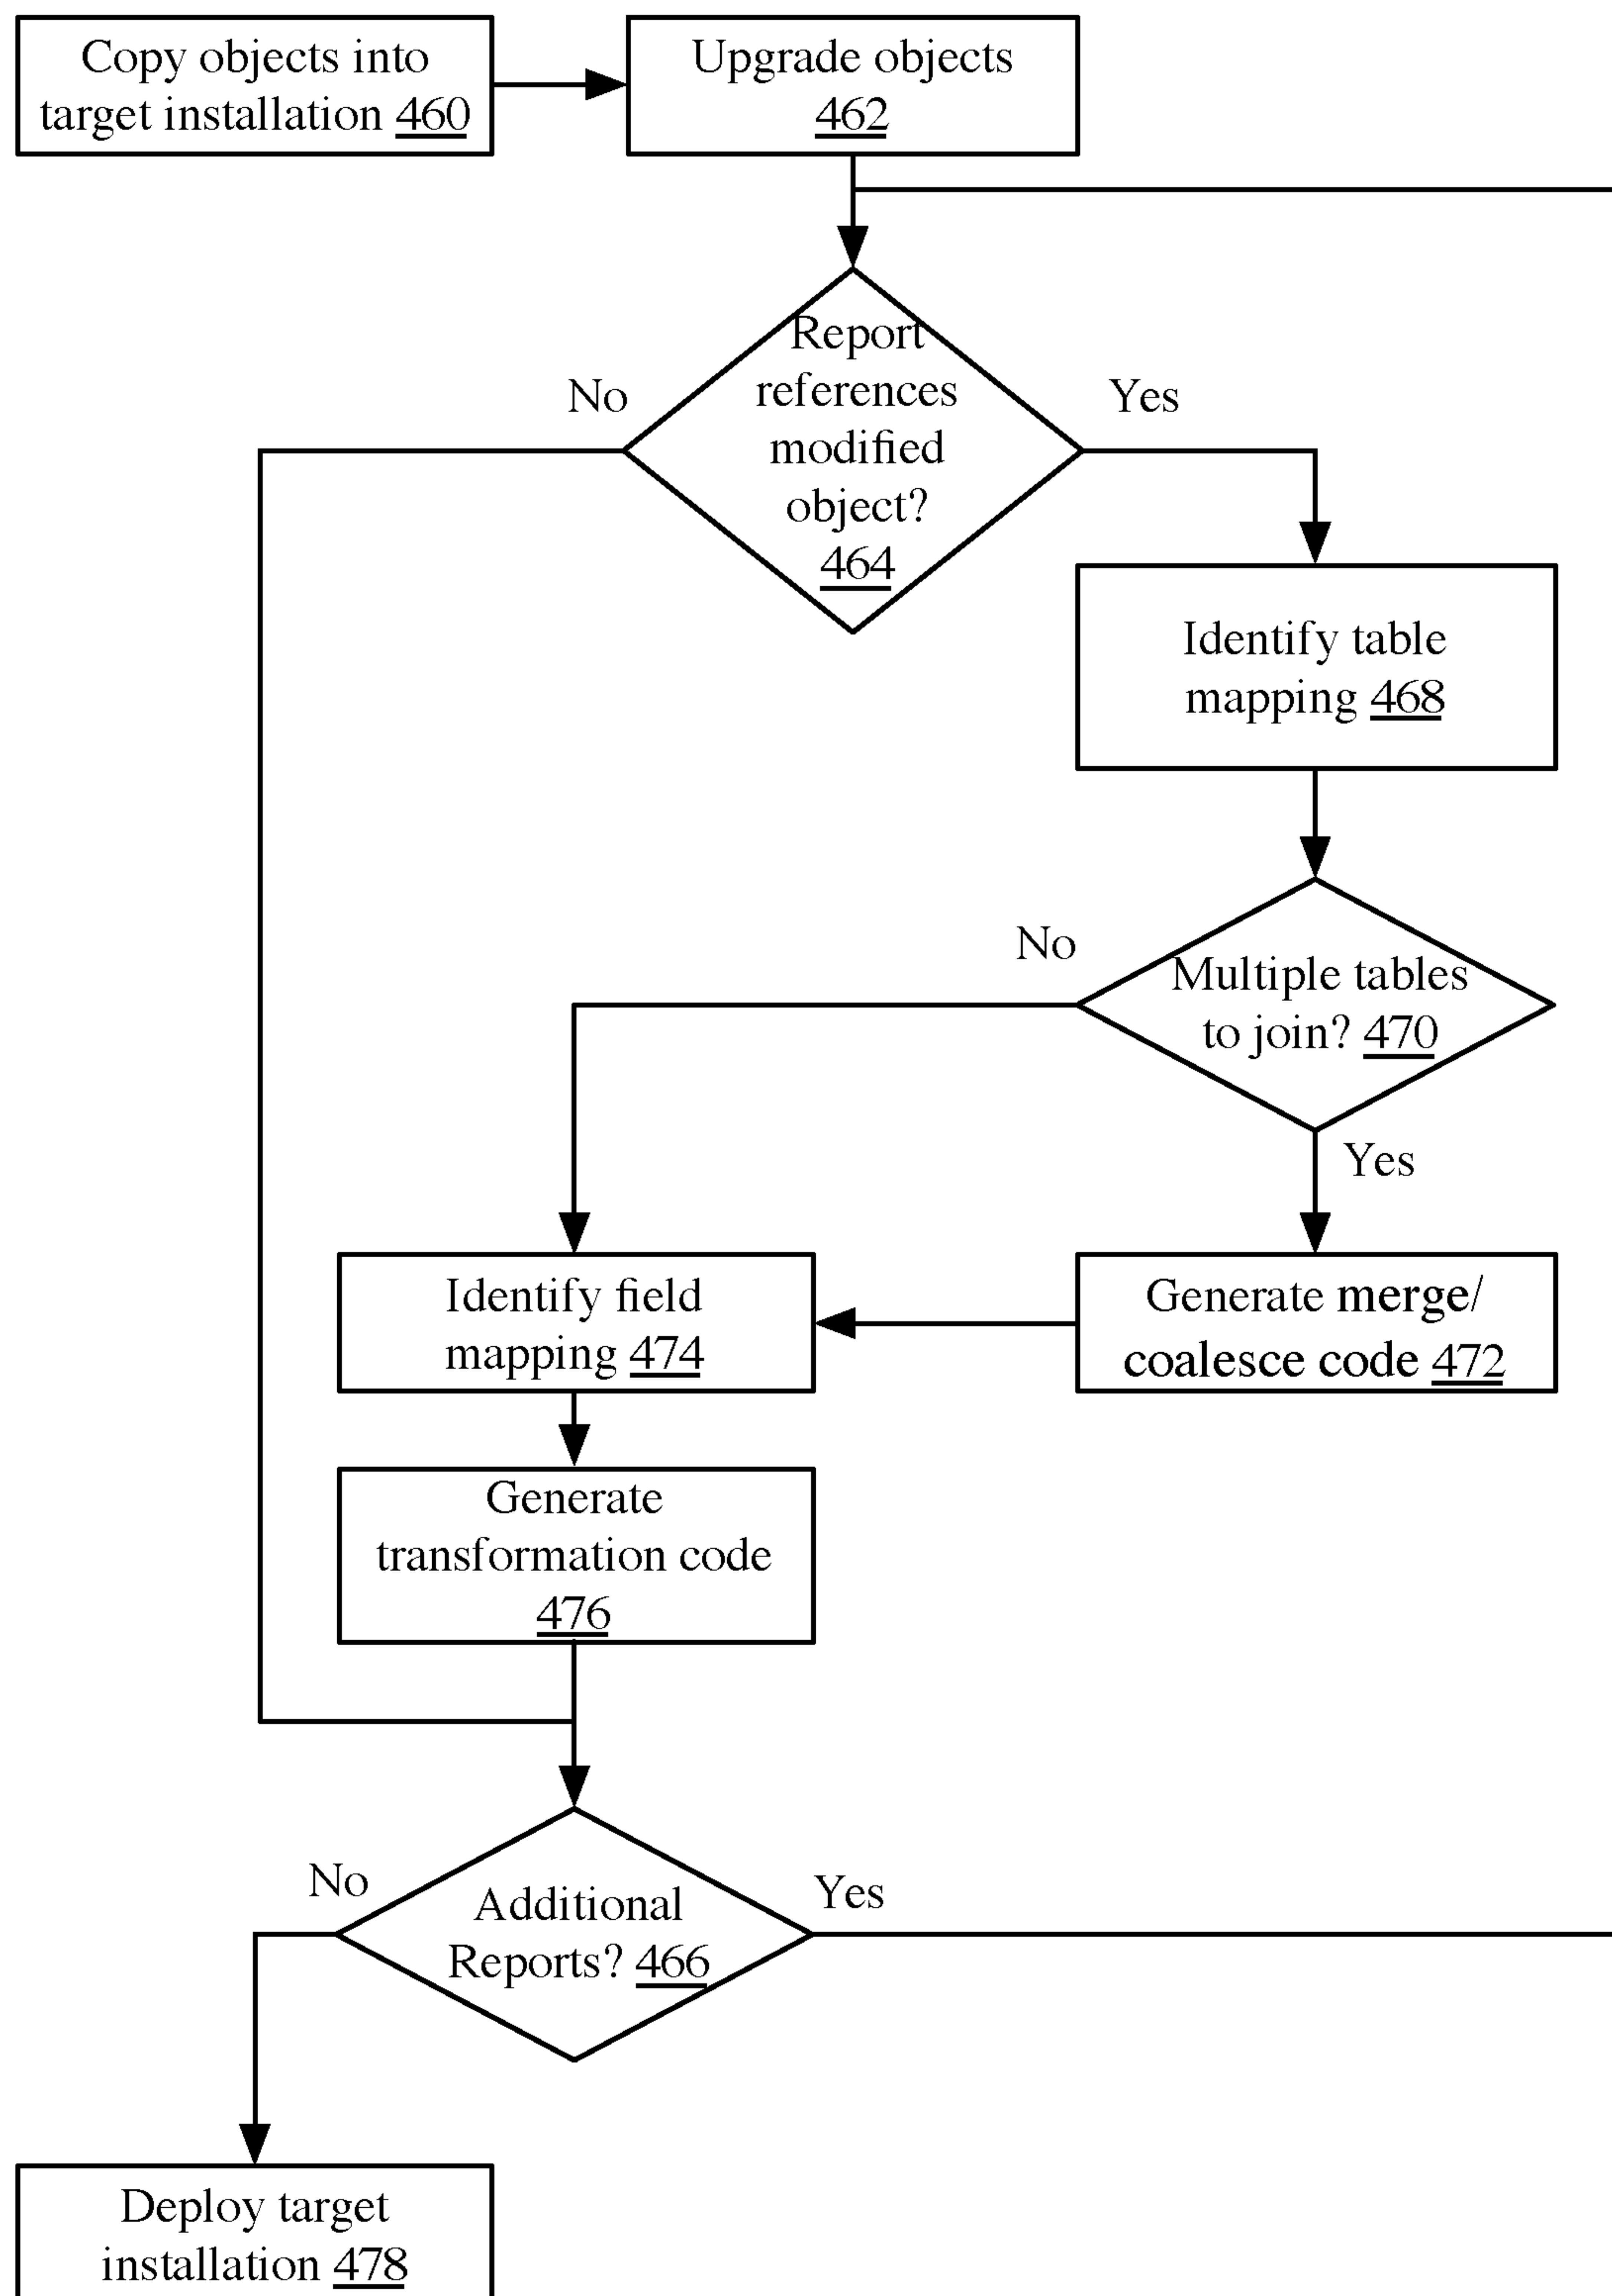 Copy objects into
target installation 460
Upgrade objects
462
Report
references
modified
object?
464
No
Yes
Identify table
mapping 468
No
Multiple tables
to join? 470
Yes
Identify field
mapping 474
Generate merge/
coalesce code 472
Generate
transformation code
476
No
Additional
Reports? 466
Yes
Deploy target
installation 478